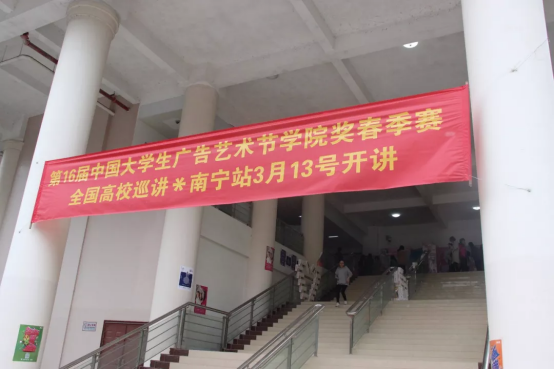 第16届中国大学生广告艺术节学院奖春季赛
全国高校巡讲＊南宁站3月13号开讲